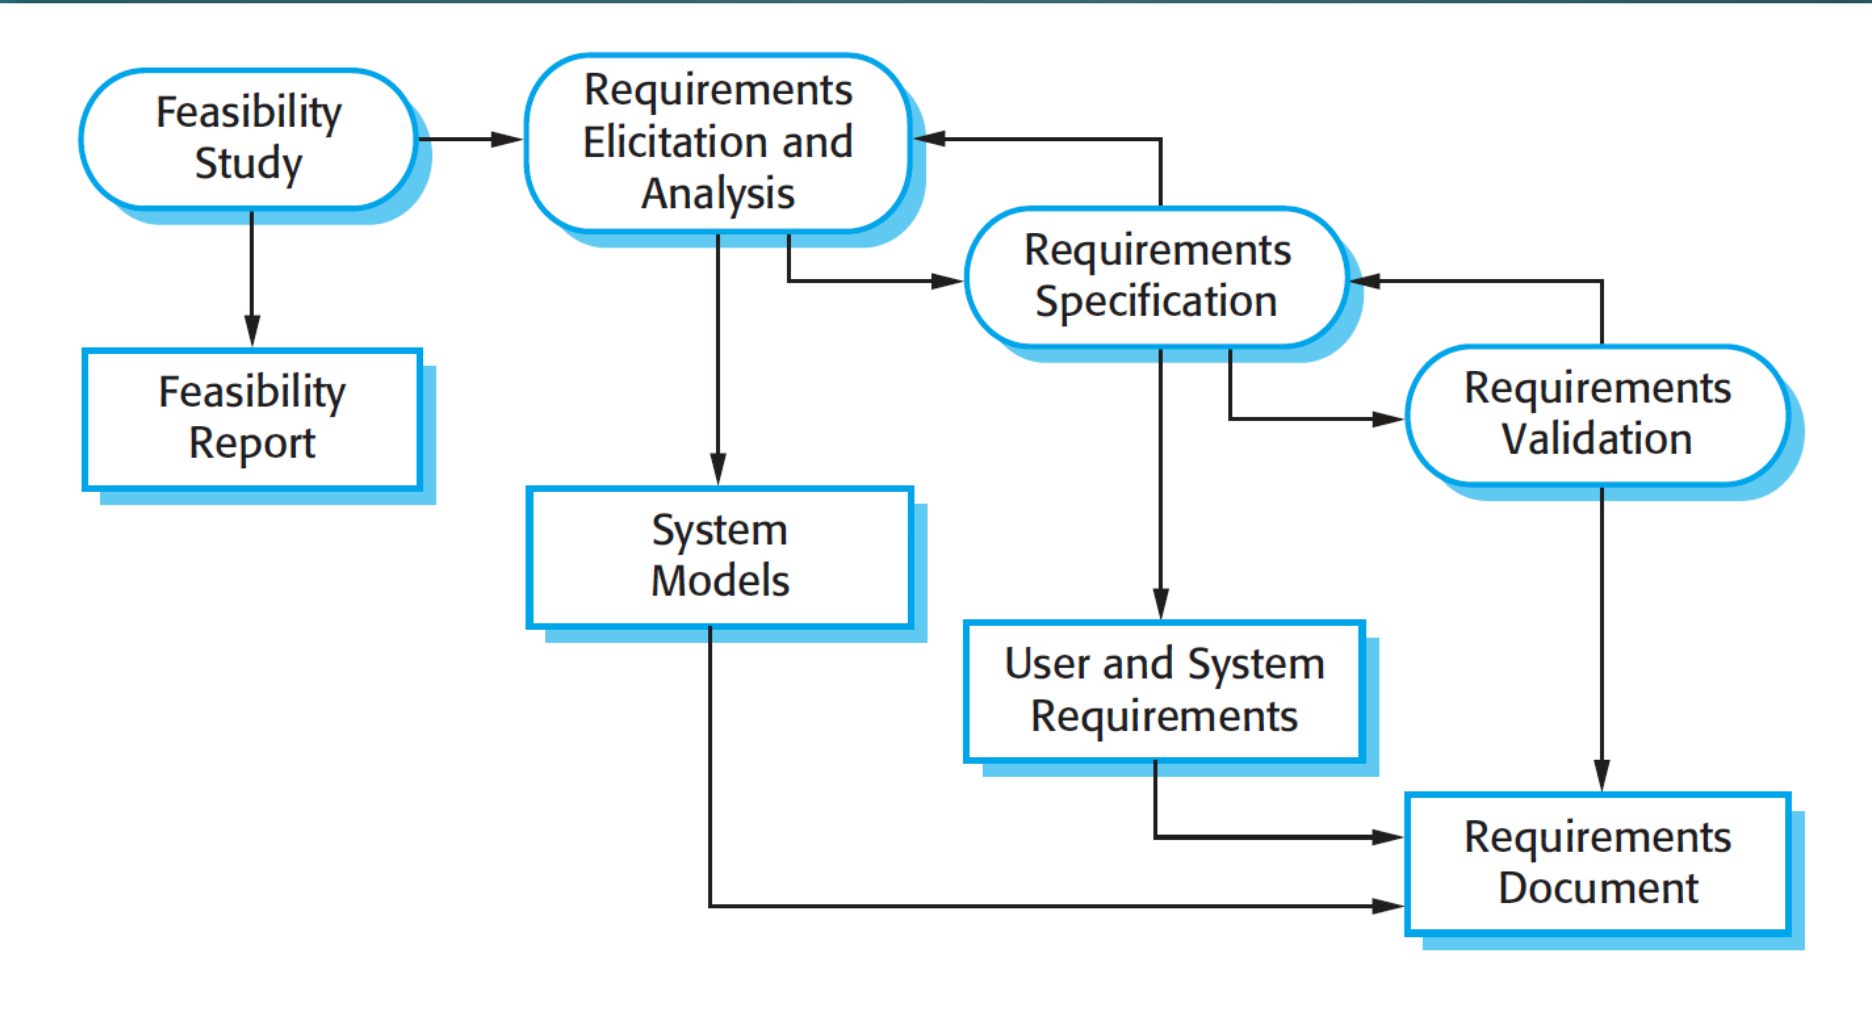 Feasibility
Study
Requirements
Elicitation and
Analysis
Requirements
Specification
Requirements
Validation
Feasibility
Report
System
Models
User and System
Requirements
Requirements
Document